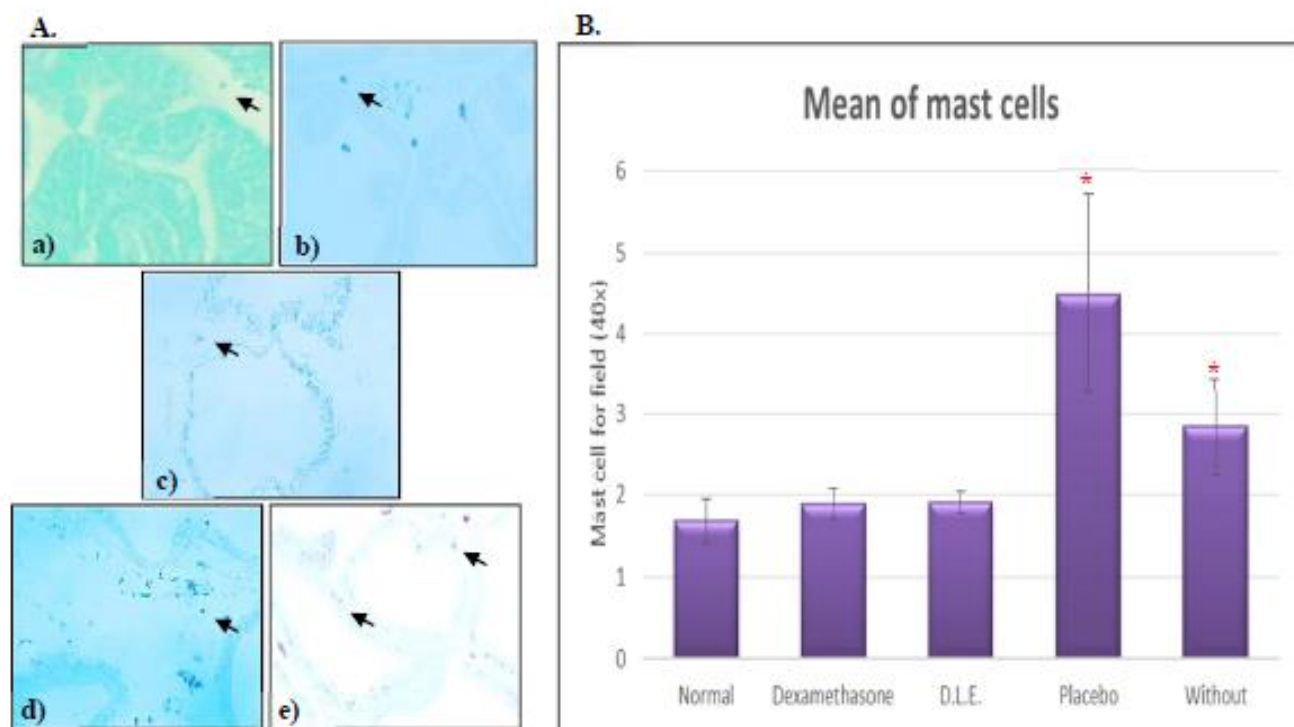 A.
a)
b)
c)
d)
e)
B.
Mean of mast cells
Mast cell for field (40x)
6
5
4
3
2
1
0
*
*
Normal Dexamethasone D.L.E. Placebo Without